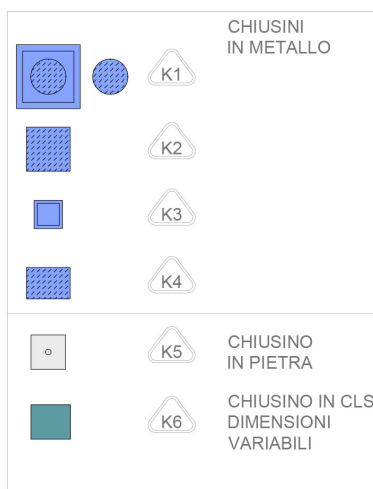 CHIUSINI
IN METALLO
K1
K2
K3
K4
K5
CHIUSINO
IN PIETRA
K6
CHIUSINO IN CLS
DIMENSIONI
VARIABILI